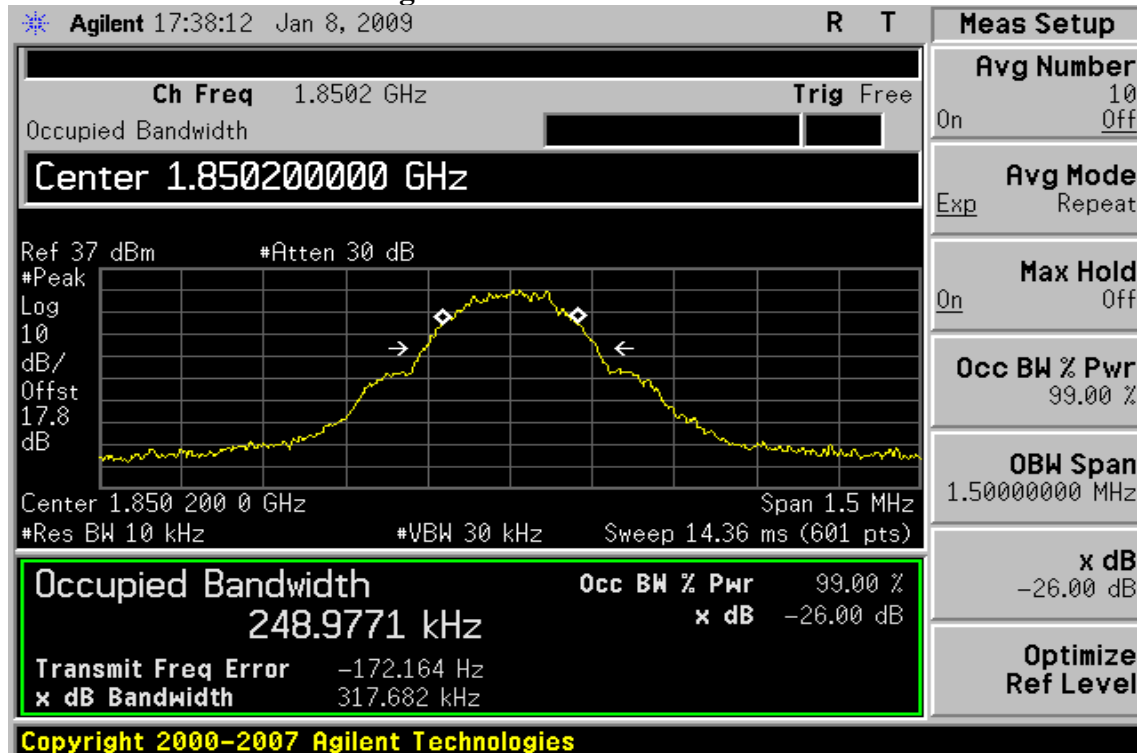 Agilent 17:38:12 Jan 8, 2009 R T
Ch Freq 1.8502 GHz Trig Free
Occupied Bandwidth
Center 1.850200000 GHz
Ref 37 dBm #Atten 30 dB
#Peak
Log
10
dB/
Offst
17.8
dB
Center 1.850 200 0 GHz Span 1.5 MHz
#Res BW 10 kHz #VBW 30 kHz Sweep 14.36 ms (601 pts)
Occupied Bandwidth Occ BW % Pwr 99.00 %
248.9771 kHz x dB -26.00 dB
Transmit Freq Error -172.164 Hz
x dB Bandwidth 317.682 kHz
Meas Setup
Avg Number
10
On Off
Avg Mode
Exp Repeat
Max Hold
On Off
Occ BW % Pwr
99.00 %
OBW Span
1.50000000 MHz
x dB
-26.00 dB
Optimize
Ref Level
Copyright 2000-2007 Agilent Technologies